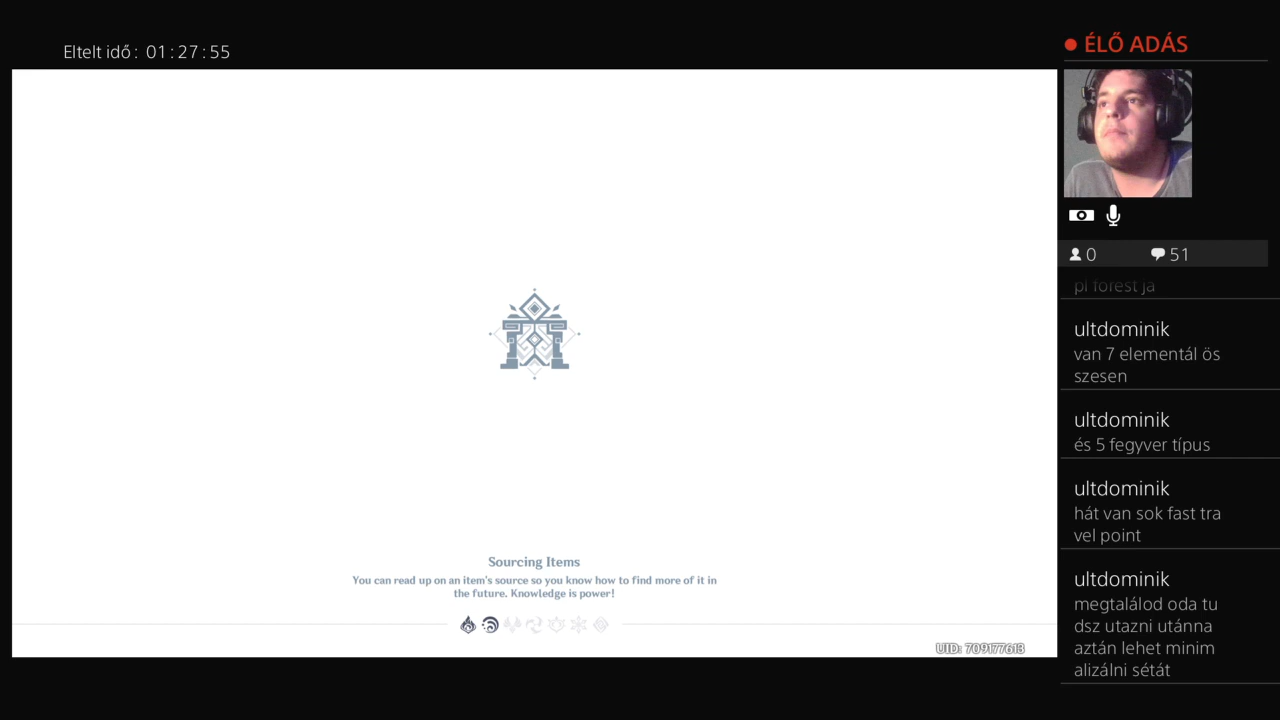 Eltelt idő: 01:27:55
ÉLŐ ADÁS
0
51
pl forest ja
ultdominik
van 7 elementál ös
szesen
ultdominik
és 5 fegyver típus
ultdominik
hát van sok fast tra
vel point
ultdominik
megtalálod oda tu
dsz utazni utánna
aztán lehet minim
alizálni sétát
Sourcing Items
You can read up on an item's source so you know how to find more of it in
the future. Knowledge is power!
UID: 709177613